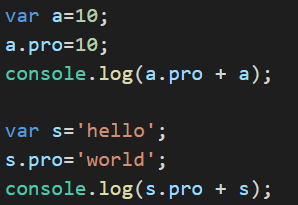 var a=10;
a.pro=10;
console.log(a.pro + a);
var s='hello';
s.pro='world';
console.log(s.pro + s);